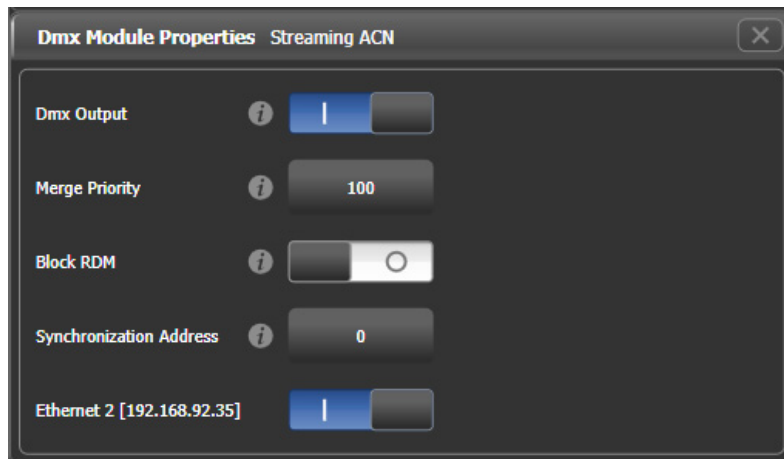 Dmx Module Properties Streaming ACN
Dmx Output
Merge Priority 100
Block RDM
Synchronization Address 0
Ethernet 2 [192.168.92.35]